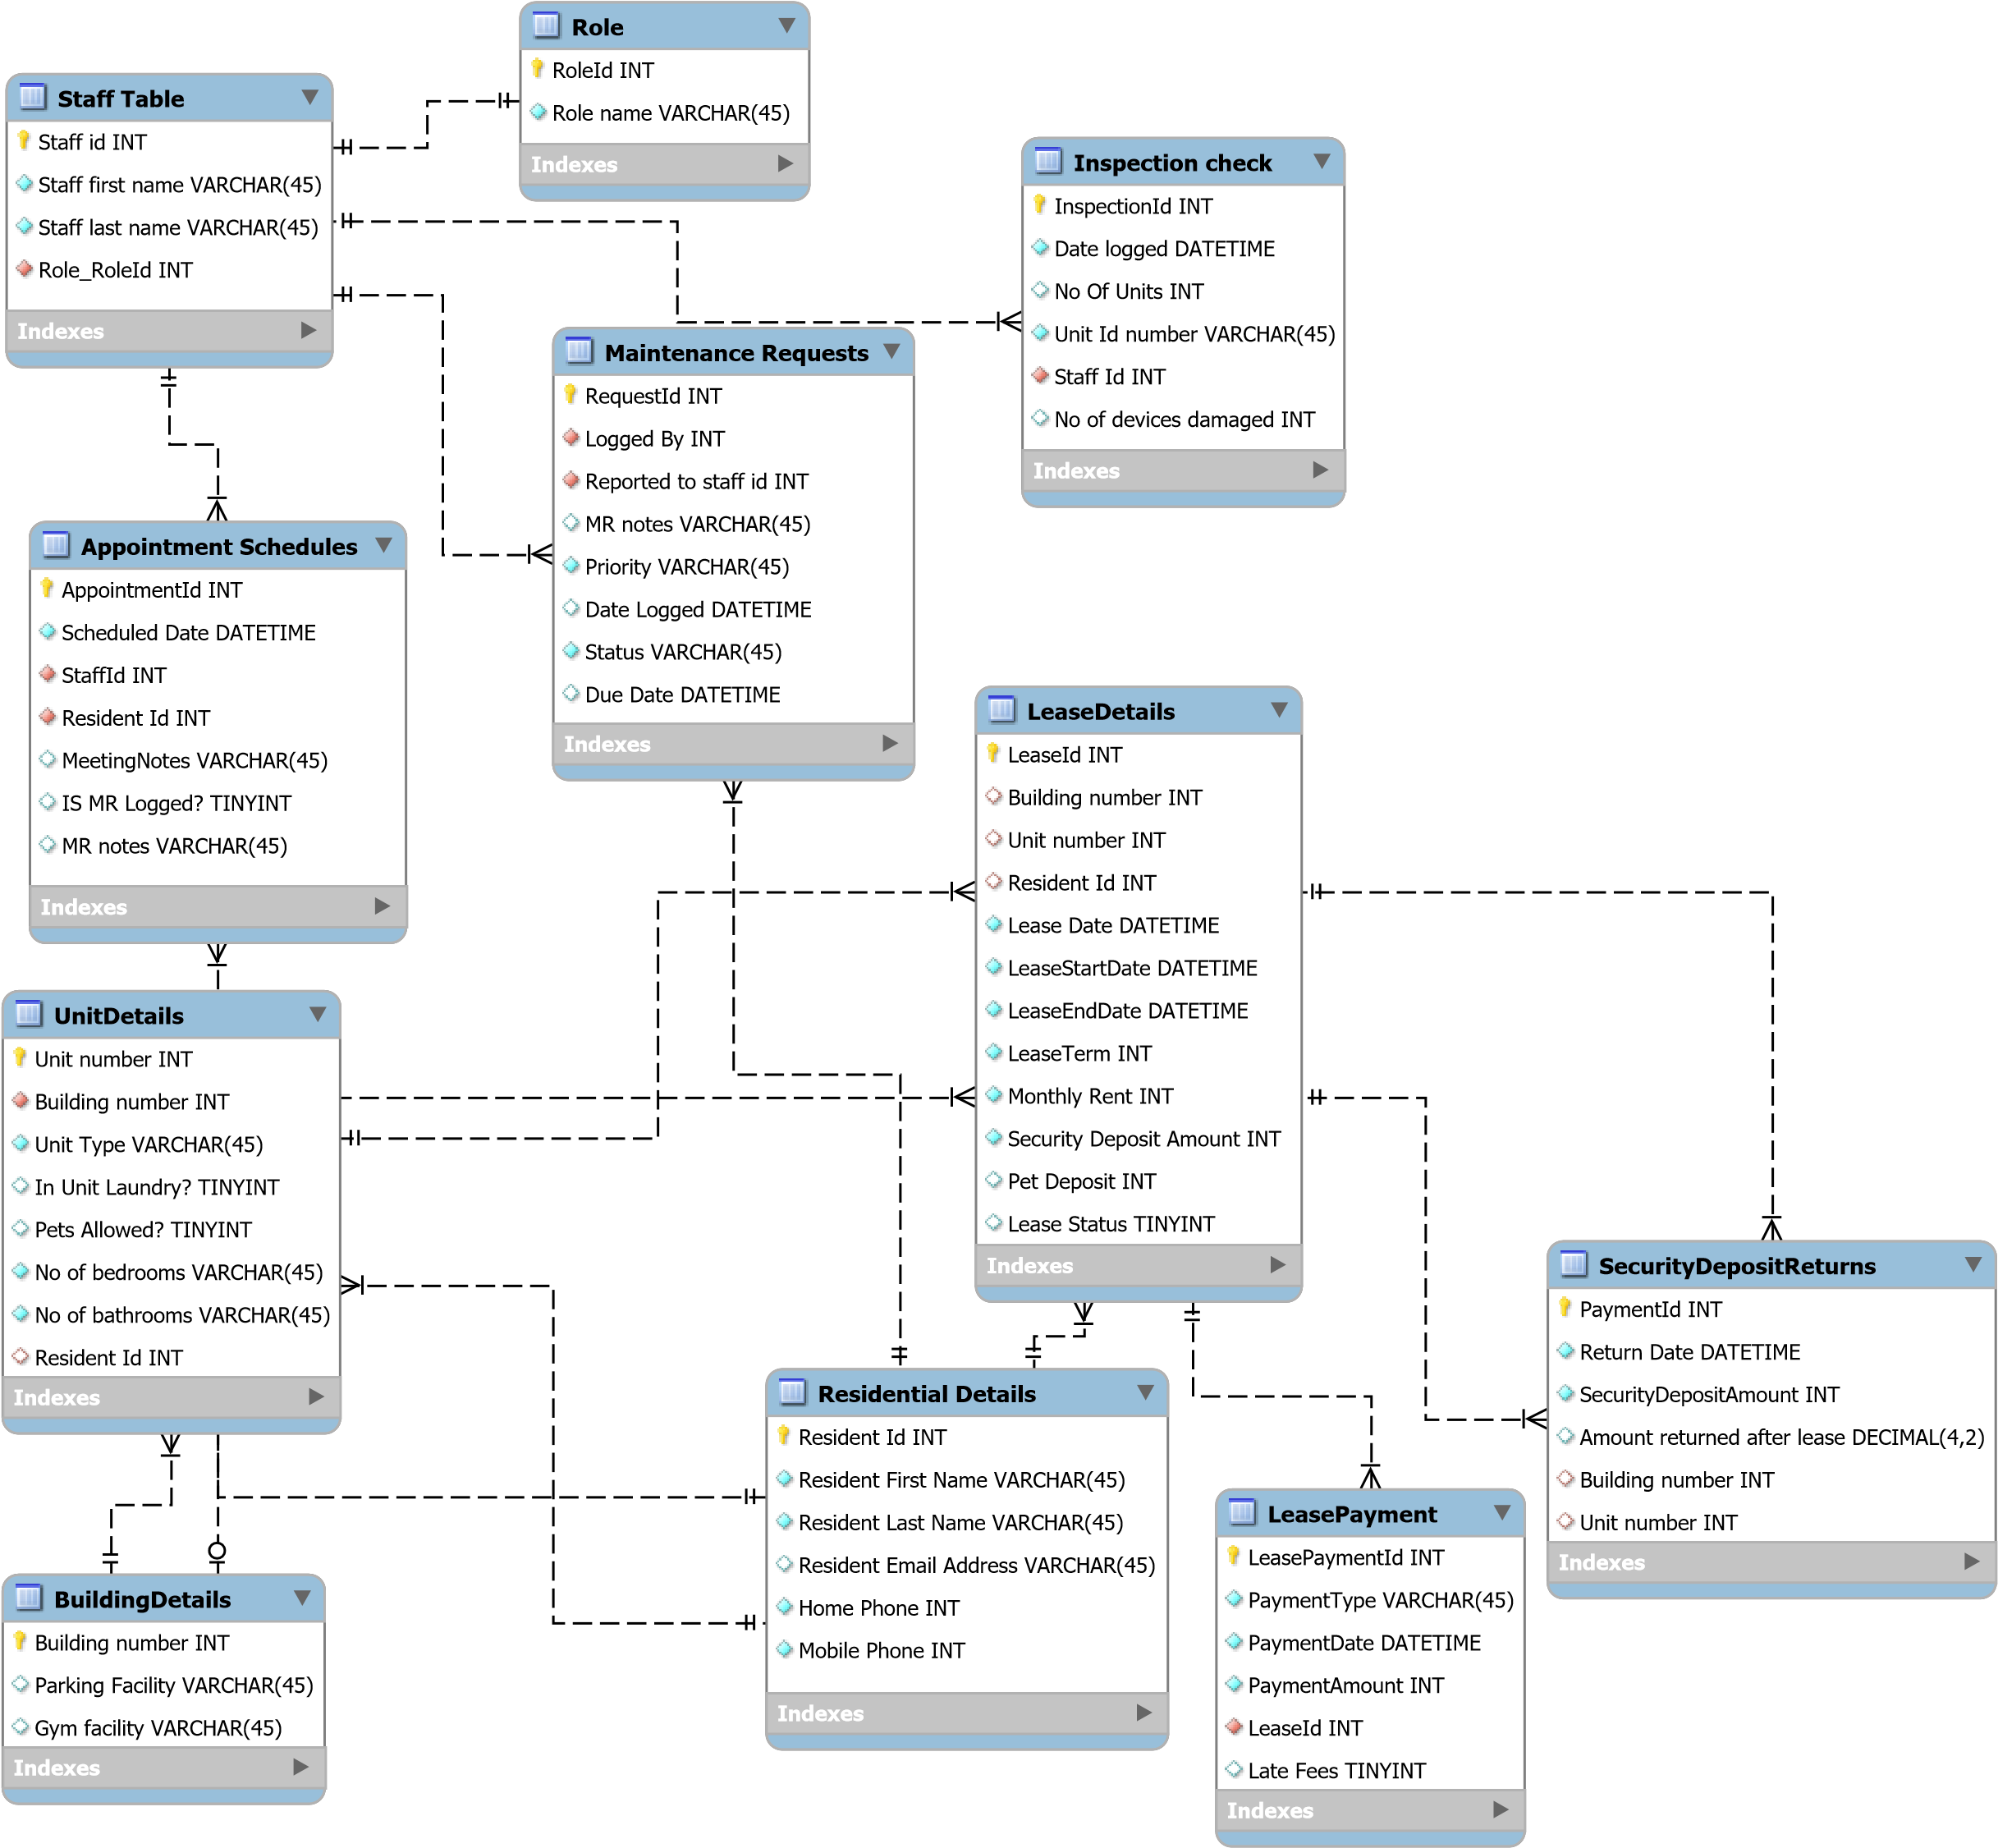 Role
RoleId INT
Role name VARCHAR(45)
Indexes
Staff Table
Staff id INT
Staff first name VARCHAR(45)
Staff last name VARCHAR(45)
Role_RoleId INT
Indexes
Inspection check
InspectionId INT
Date logged DATETIME
No Of Units INT
Unit Id number VARCHAR(45)
Staff Id INT
No of devices damaged INT
Indexes
Maintenance Requests
RequestId INT
Logged By INT
Reported to staff id INT
MR notes VARCHAR(45)
Priority VARCHAR(45)
Date Logged DATETIME
Status VARCHAR(45)
Due Date DATETIME
Indexes
Appointment Schedules
AppointmentId INT
Scheduled Date DATETIME
StaffId INT
Resident Id INT
MeetingNotes VARCHAR(45)
IS MR Logged? TINYINT
MR notes VARCHAR(45)
Indexes
LeaseDetails
LeaseId INT
Building number INT
Unit number INT
Resident Id INT
Lease Date DATETIME
LeaseStartDate DATETIME
LeaseEndDate DATETIME
LeaseTerm INT
Monthly Rent INT
Security Deposit Amount INT
Pet Deposit INT
Lease Status TINYINT
Indexes
UnitDetails
Unit number INT
Building number INT
Unit Type VARCHAR(45)
In Unit Laundry? TINYINT
Pets Allowed? TINYINT
No of bedrooms VARCHAR(45)
No of bathrooms VARCHAR(45)
Resident Id INT
Indexes
SecurityDepositReturns
PaymentId INT
Return Date DATETIME
SecurityDepositAmount INT
Amount returned after lease DECIMAL(4,2)
Building number INT
Unit number INT
Indexes
Residential Details
Resident Id INT
Resident First Name VARCHAR(45)
Resident Last Name VARCHAR(45)
Resident Email Address VARCHAR(45)
Home Phone INT
Mobile Phone INT
Indexes
LeasePayment
LeasePaymentId INT
PaymentType VARCHAR(45)
PaymentDate DATETIME
PaymentAmount INT
LeaseId INT
Late Fees TINYINT
Indexes
BuildingDetails
Building number INT
Parking Facility VARCHAR(45)
Gym facility VARCHAR(45)
Indexes